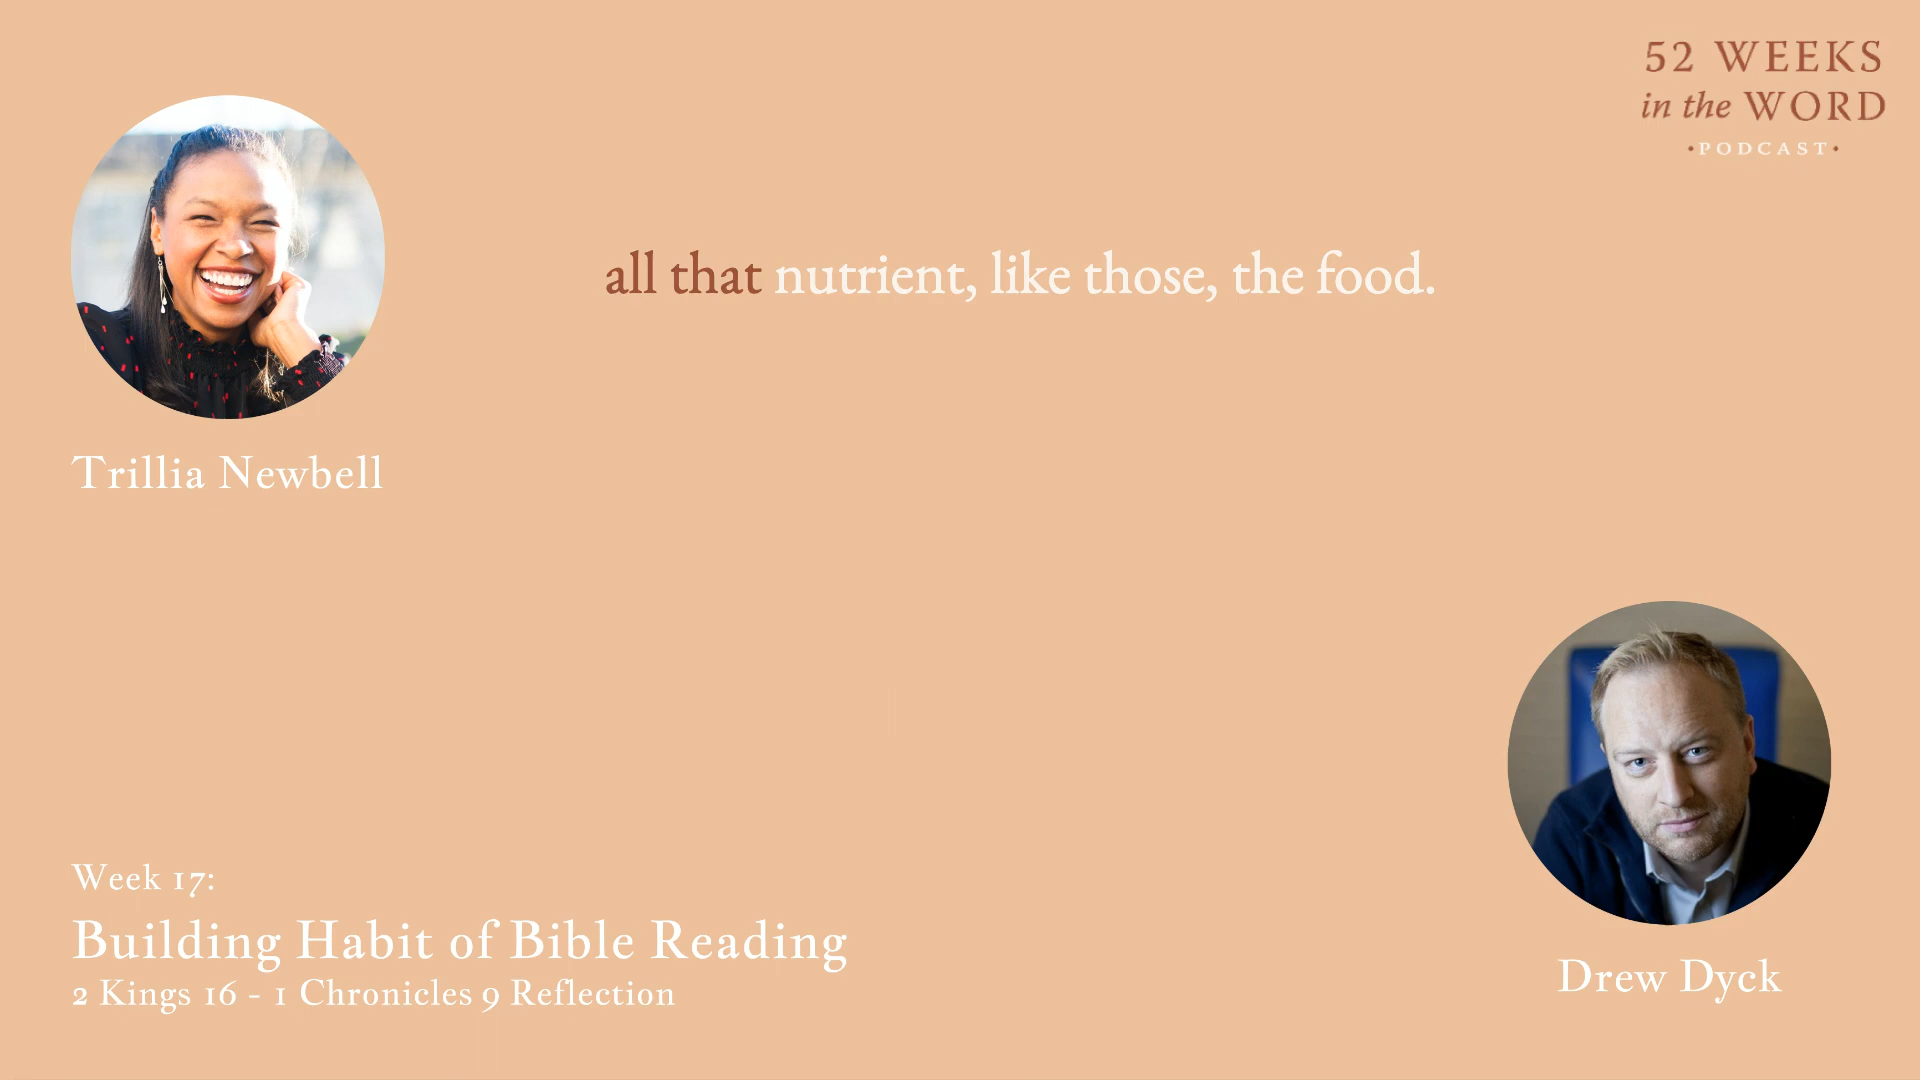 52 WEEKS
in the WORD
•PODCAST•
all that nutrient, like those, the food.
Trillia Newbell
Week 17:
Building Habit of Bible Reading
2 Kings 16 - 1 Chronicles 9 Reflection
Drew Dyck